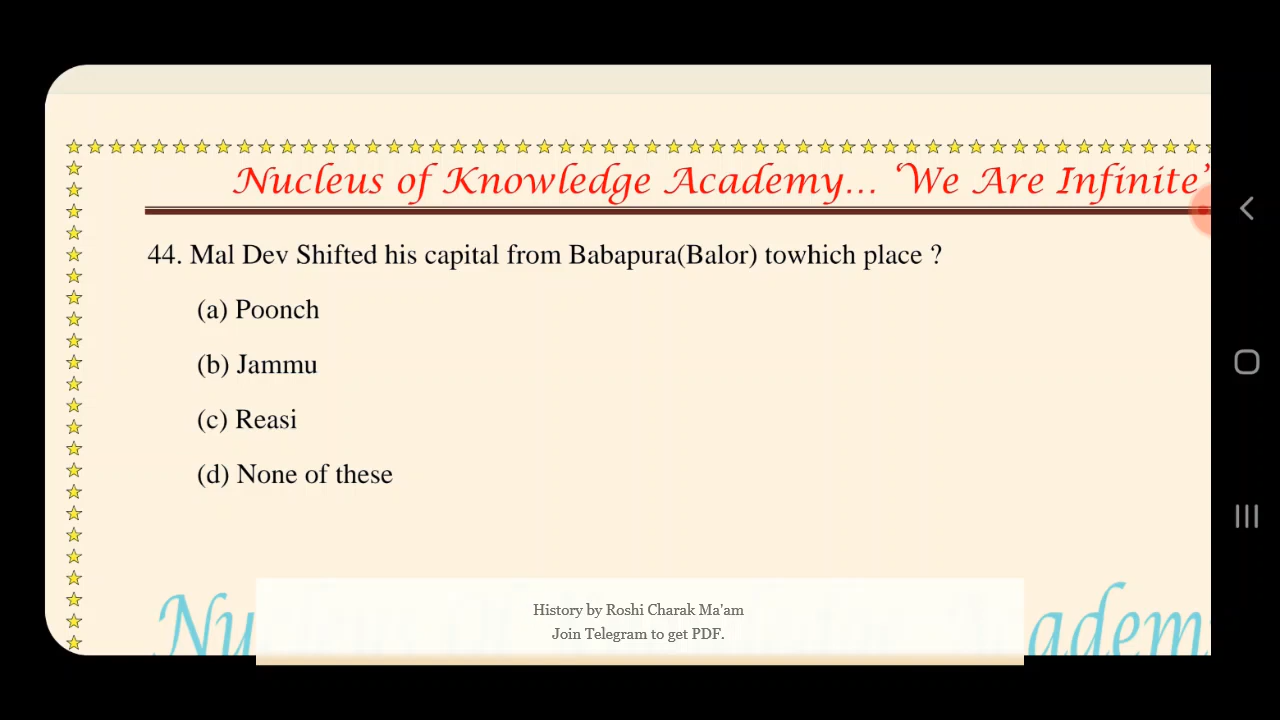 Nucleus of Knowledge Academy... 'We Are Infinite'
44. Mal Dev Shifted his capital from Babapura(Balor) towhich place ?
(a) Poonch
(b) Jammu
(c) Reasi
(d) None of these
History by Roshi Charak Ma'am
Join Telegram to get PDF.